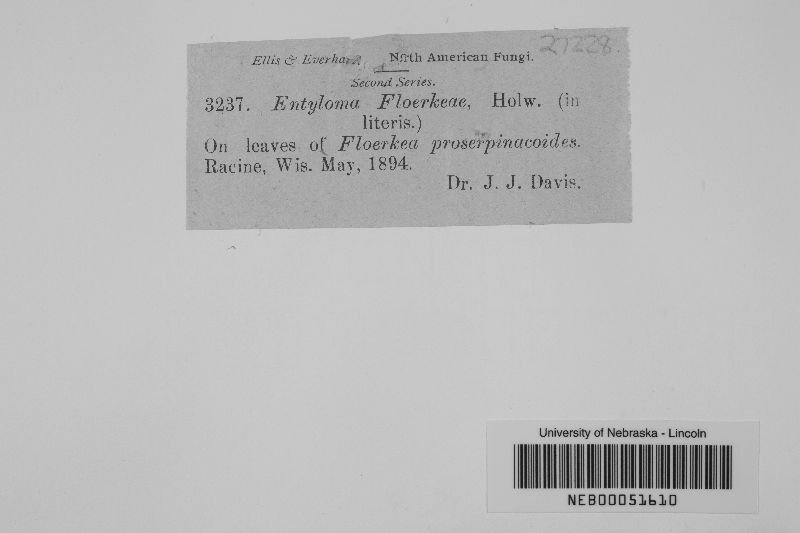 27228.
Ellis & Everhart, North American Fungi.
Second Series.
3237. Entyloma Floerkeae, Holw. (in
literis.)
On leaves of Floerkea proserpinacoides.
Racine, Wis. May, 1894.
Dr. J. J. Davis.
University of Nebraska - Lincoln
NEB00051610